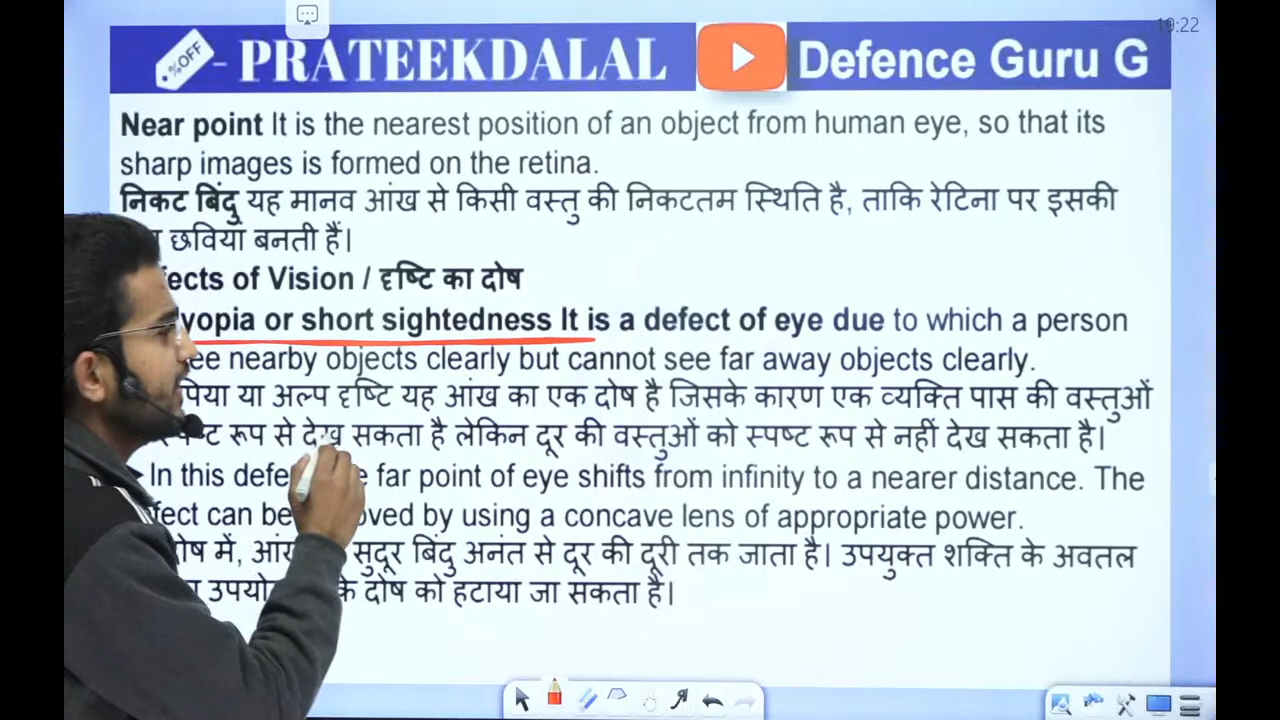 19:22
%OFF - PRATEEKDALAL Defence Guru G
Near point It is the nearest position of an object from human eye, so that its
sharp images is formed on the retina.
निकट बिंदु यह मानव आंख से किसी वस्तु की निकटतम स्थिति है, ताकि रेटिना पर इसकी
छवियां बनती हैं।
fects of Vision / दृष्टि का दोष
yopia or short sightedness It is a defect of eye due to which a person
ee nearby objects clearly but cannot see far away objects clearly.
पिया या अल्प दृष्टि यह आंख का एक दोष है जिसके कारण एक व्यक्ति पास की वस्तुओं
रूप से देख सकता है लेकिन दूर की वस्तुओं को स्पष्ट रूप से नहीं देख सकता है।
In this defe far point of eye shifts from infinity to a nearer distance. The
fect can be oved by using a concave lens of appropriate power.
में, सुदूर बिंदु अनंत से दूर की दूरी तक जाता है। उपयुक्त शक्ति के अवतल
के दोष को हटाया जा सकता है।